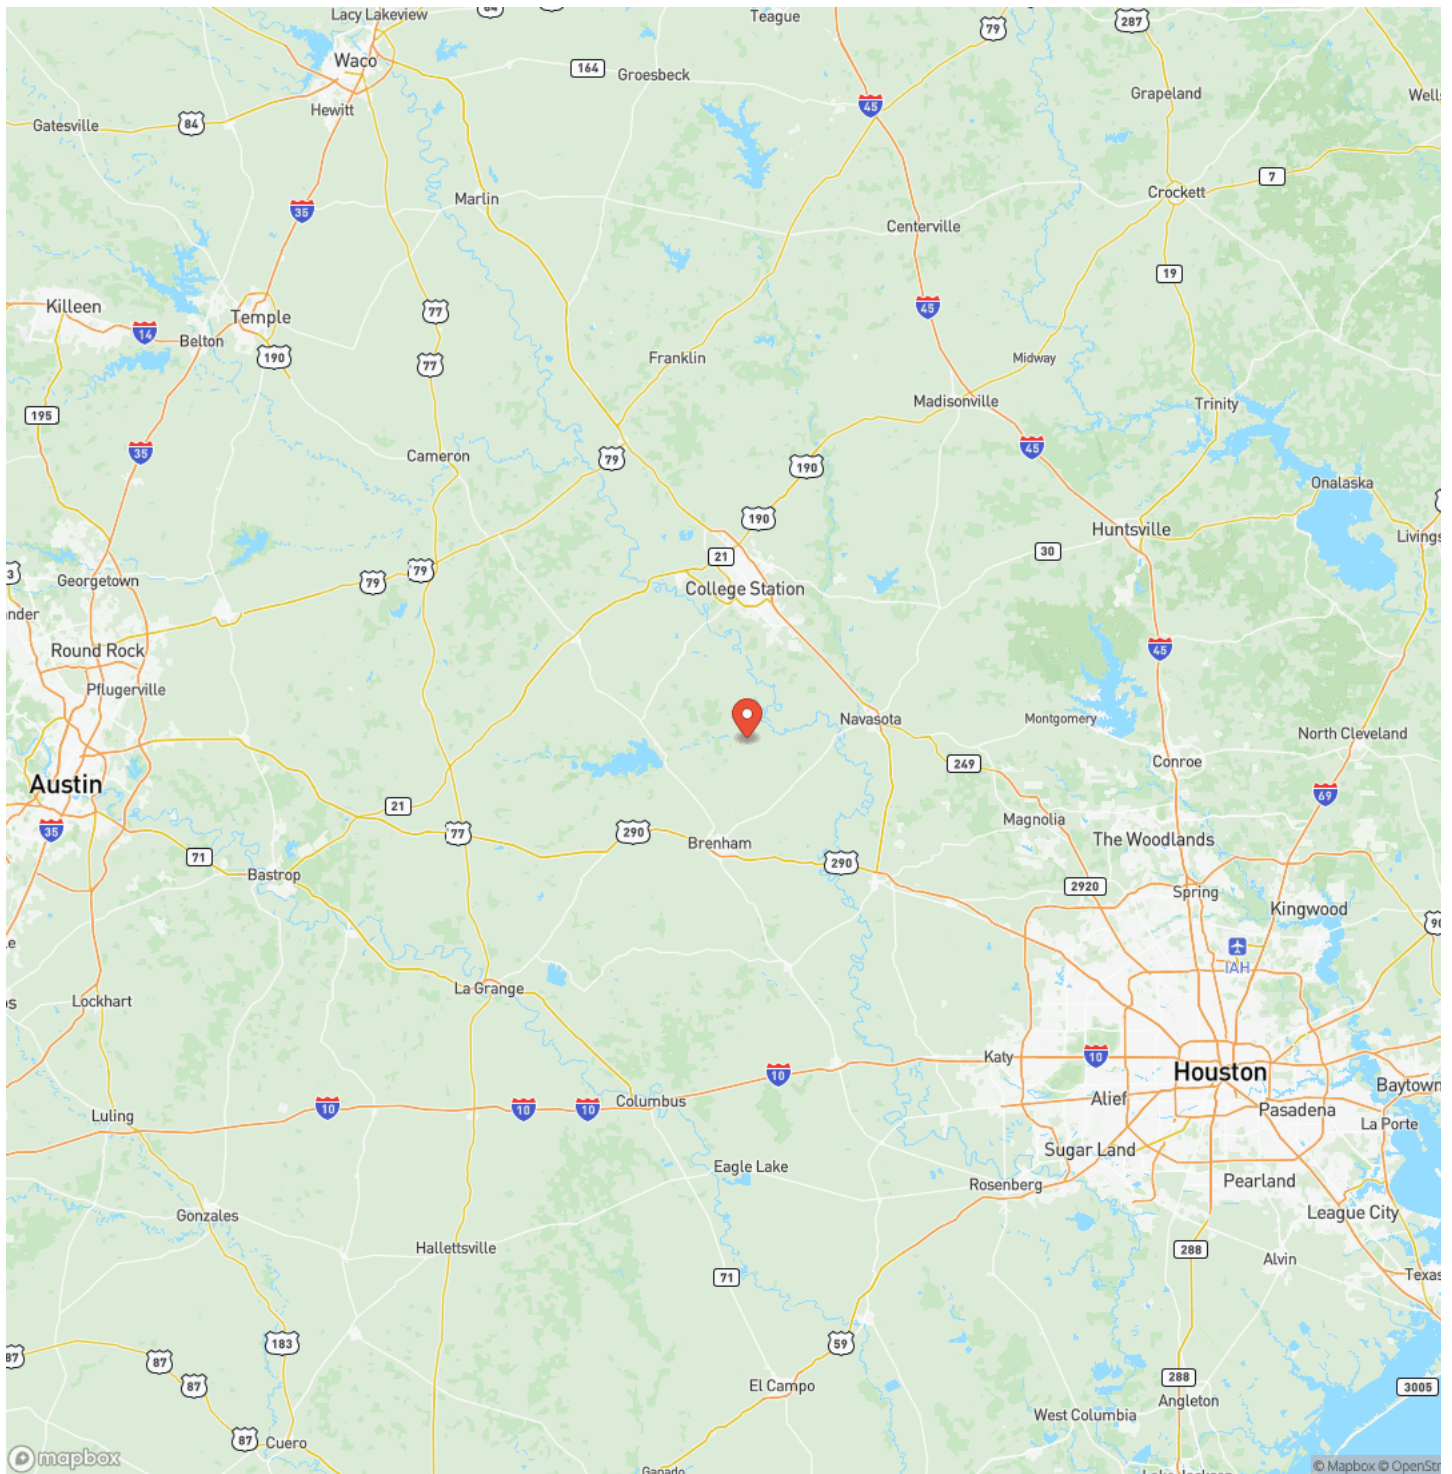 Lacy Lakeview
84
Teague
79
287
Waco
164
Groesbeck
45
Grapeland
Hewitt
Gatesville
84
7
Marlin
Crockett
35
Centerville
19
Killeen
Temple
77
45
14
Belton
190
77
Franklin
Midway
195
Madisonville
Trinity
35
Cameron
79
190
45
Onalaska
190
Huntsville
21
30
79
79
College Station
Georgetown
Round Rock
45
Pflugerville
Navasota
Montgomery
North Cleveland
249
Conroe
Austin
21
69
35
77
290
Magnolia
71
Brenham
290
The Woodlands
Bastrop
2920
Spring
Kingwood
90
IAH
La Grange
Lockhart
Katy
10
10
Houston
Baytown
Luling
10
10
10
Columbus
Alief
Pasadena
La Porte
Sugar Land
Eagle Lake
Rosenberg
Pearland
Gonzales
League City
Hallettsville
288
Alvin
71
183
59
87
87
87
El Campo
288
3005
Angleton
West Columbia
87
Cuero
mapbox
© Mapbox © OpenStr